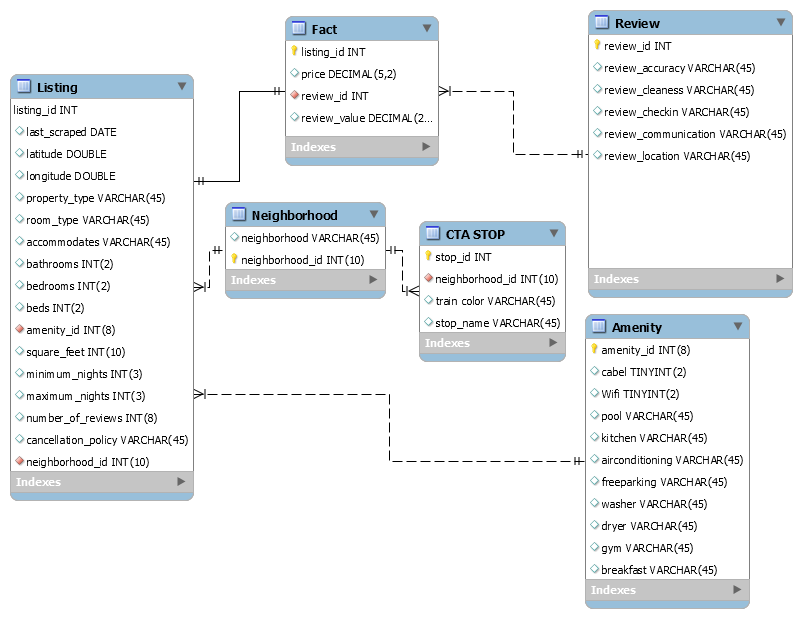 Fact
listing_id INT
price DECIMAL(5,2)
review_id INT
review_value DECIMAL(2...
Indexes
Review
review_id INT
review_accuracy VARCHAR(45)
review_cleaness VARCHAR(45)
review_checkin VARCHAR(45)
review_communication VARCHAR(45)
review_location VARCHAR(45)
Indexes
Listing
listing_id INT
last_scraped DATE
latitude DOUBLE
longitude DOUBLE
property_type VARCHAR(45)
room_type VARCHAR(45)
accommodates VARCHAR(45)
bathrooms INT(2)
bedrooms INT(2)
beds INT(2)
amenity_id INT(8)
square_feet INT(10)
minimum_nights INT(3)
maximum_nights INT(3)
number_of_reviews INT(8)
cancellation_policy VARCHAR(45)
neighborhood_id INT(10)
Indexes
Neighborhood
neighborhood VARCHAR(45)
neighborhood_id INT(10)
Indexes
CTA STOP
stop_id INT
neighborhood_id INT(10)
train color VARCHAR(45)
stop_name VARCHAR(45)
Indexes
Amenity
amenity_id INT(8)
cabel TINYINT(2)
Wifi TINYINT(2)
pool VARCHAR(45)
kitchen VARCHAR(45)
airconditioning VARCHAR(45)
freeparking VARCHAR(45)
washer VARCHAR(45)
dryer VARCHAR(45)
gym VARCHAR(45)
breakfast VARCHAR(45)
Indexes